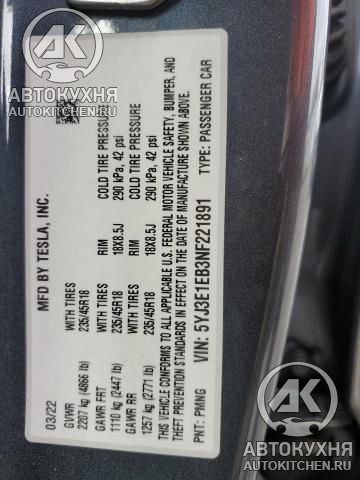 АК
АВТОКУХНЯ
AUTOKITCHEN.RU
MFD BY TESLA, INC.
03/22
GVWR
2207 kg (4866 lb)
GAWR FRT
1110 kg (2447 lb)
GAWR RR
1257 kg (2771 lb)
WITH TIRES
235/45R18
WITH TIRES
235/45R18
RIM
18X8.5J
RIM
18X8.5J
COLD TIRE PRESSURE
290 kPa, 42 psi
COLD TIRE PRESSURE
290 kPa, 42 psi
THIS VEHICLE CONFORMS TO ALL APPLICABLE U.S. FEDERAL MOTOR VEHICLE SAFETY, BUMPER, AND
THEFT PREVENTION STANDARDS IN EFFECT ON THE DATE OF MANUFACTURE SHOWN ABOVE.
PNT: PMNG
VIN: 5YJ3E1EB3NF221891
TYPE: PASSENGER CAR
АК
АВТОКУХНЯ
AUTOKITCHEN.RU